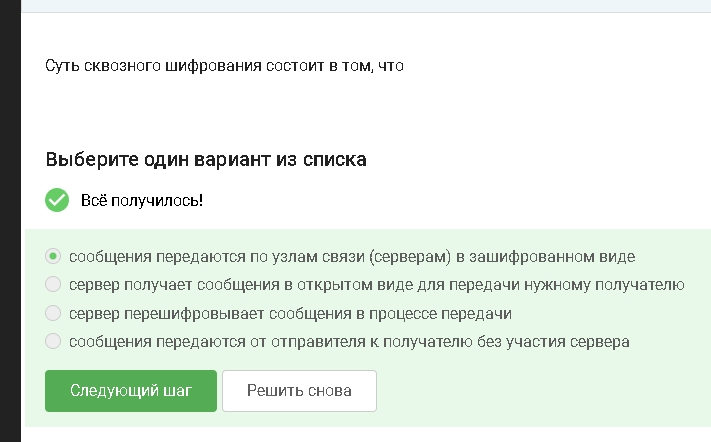 Суть сквозного шифрования состоит в том, что
Выберите один вариант из списка
Всё получилось!
сообщения передаются по узлам связи (серверам) в зашифрованном виде
сервер получает сообщения в открытом виде для передачи нужному получателю
сервер перешифровывает сообщения в процессе передачи
сообщения передаются от отправителя к получателю без участия сервера
Следующий шаг Решить снова